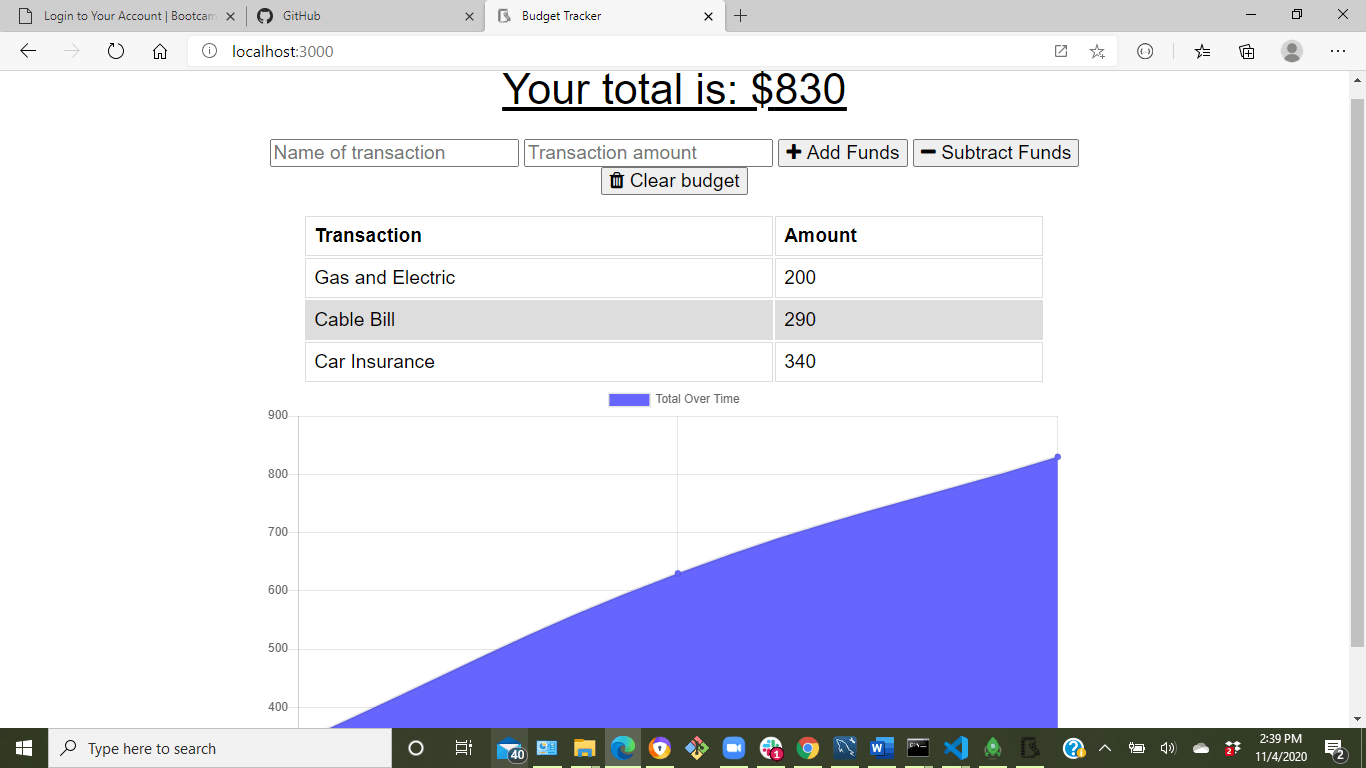 Login to Your Account | Bootcam
GitHub
Budget Tracker
localhost:3000
Your total is: $830
Name of transaction Transaction amount Add Funds Subtract Funds
Clear budget
Transaction Amount
Gas and Electric 200
Cable Bill 290
Car Insurance 340
Total Over Time
900
800
700
600
500
400
Type here to search
40
1
2
2:39 PM
11/4/2020
2